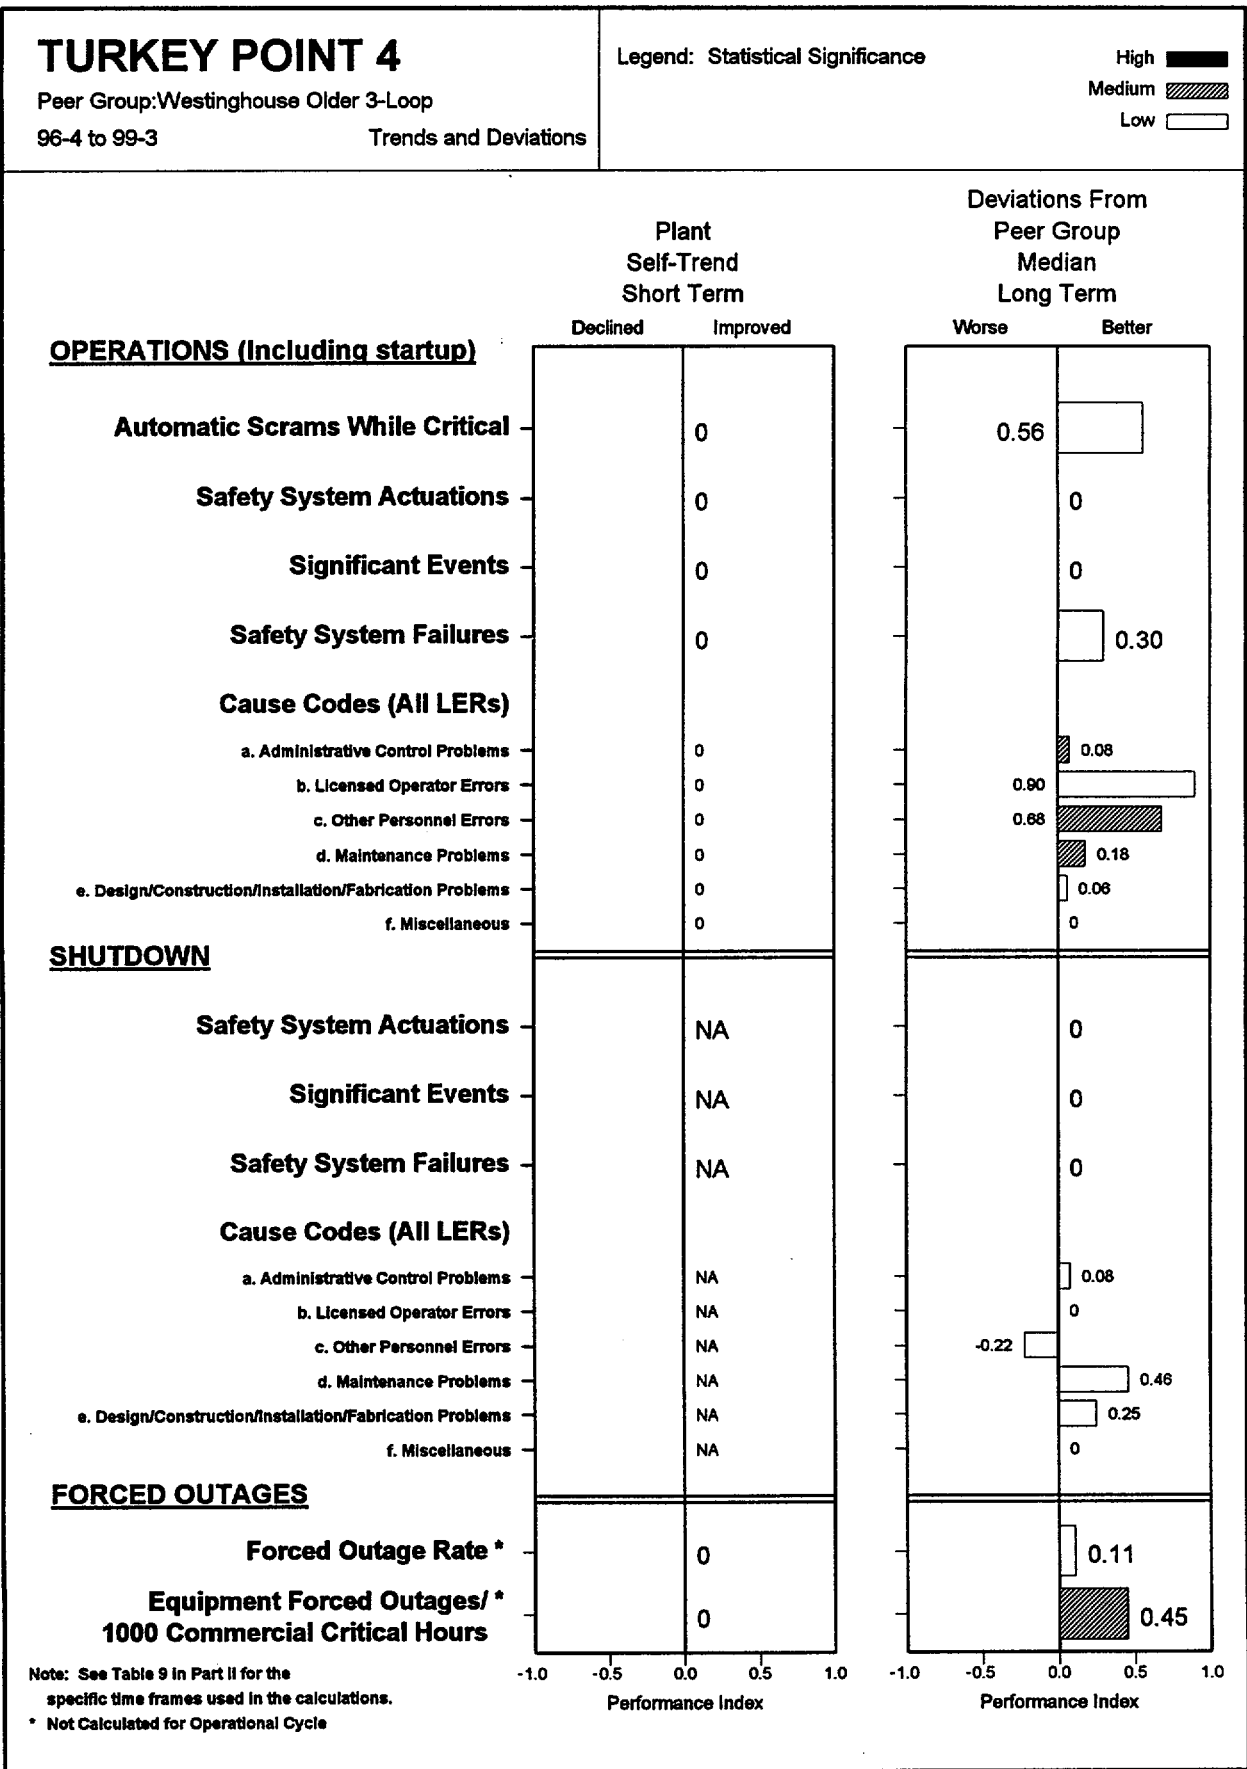 TURKEY POINT 4
Peer Group:Westinghouse Older 3-Loop
96-4 to 99-3 Trends and Deviations
Legend: Statistical Significance
High
Medium
Low
Plant
Self-Trend
Short Term
Declined Improved
Deviations From
Peer Group
Median
Long Term
Worse Better
OPERATIONS (Including startup)
Automatic Scrams While Critical 0 0.56
Safety System Actuations 0 0
Significant Events 0 0
Safety System Failures 0 0.30
Cause Codes (All LERs)
a. Administrative Control Problems 0 0.08
b. Licensed Operator Errors 0 0.90
c. Other Personnel Errors 0 0.68
d. Maintenance Problems 0 0.18
e. Design/Construction/Installation/Fabrication Problems 0 0.06
f. Miscellaneous 0 0
SHUTDOWN
Safety System Actuations NA 0
Significant Events NA 0
Safety System Failures NA 0
Cause Codes (All LERs)
a. Administrative Control Problems NA 0.08
b. Licensed Operator Errors NA 0
c. Other Personnel Errors NA -0.22
d. Maintenance Problems NA 0.46
e. Design/Construction/Installation/Fabrication Problems NA 0.25
f. Miscellaneous NA 0
FORCED OUTAGES
Forced Outage Rate * 0 0.11
Equipment Forced Outages/ *
1000 Commercial Critical Hours 0 0.45
-1.0 -0.5 0.0 0.5 1.0
Performance Index
-1.0 -0.5 0.0 0.5 1.0
Performance Index
Note: See Table 9 in Part II for the
specific time frames used in the calculations.
* Not Calculated for Operational Cycle